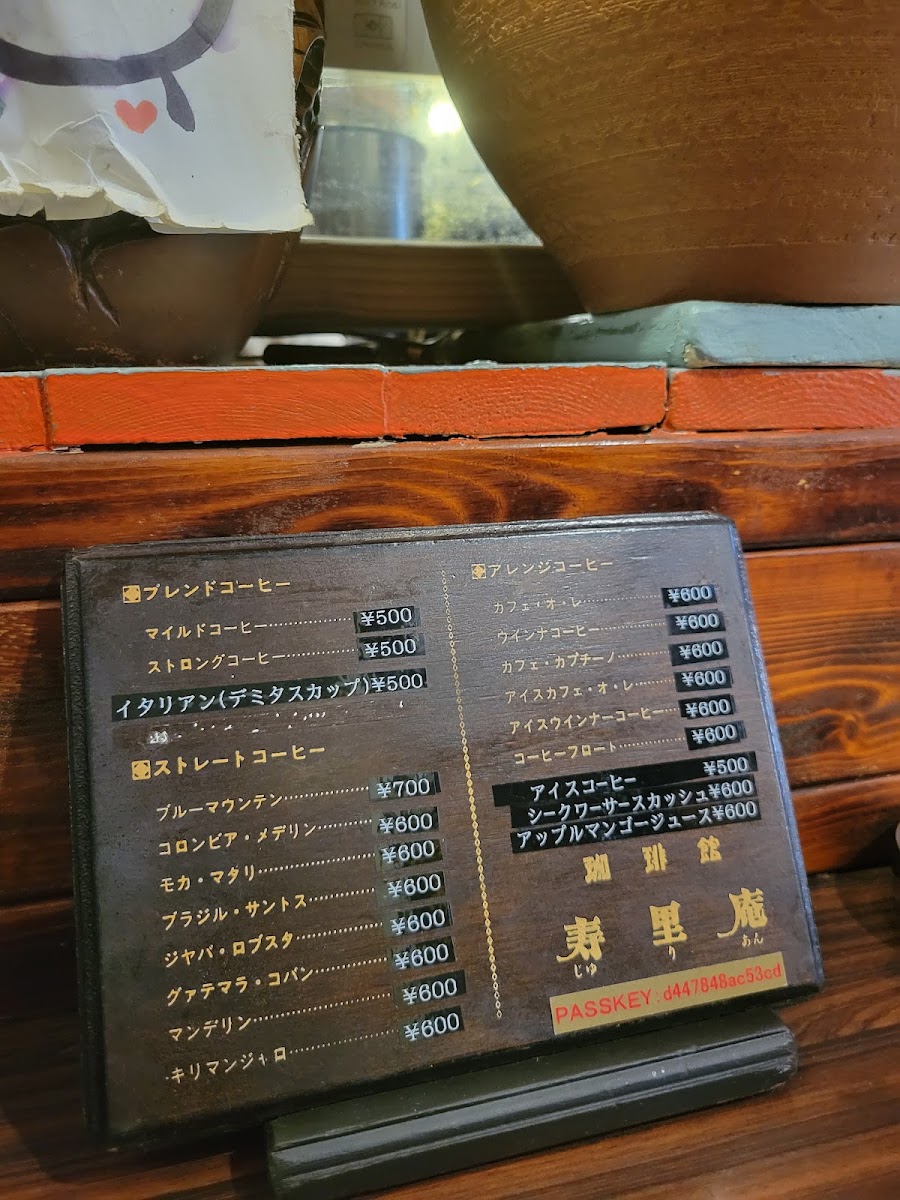 ブレンドコーヒー
マイルドコーヒー……………¥500
ストロングコーヒー…………¥500
イタリアン(デミタスカップ)¥500
ストレートコーヒー
ブルーマウンテン……………¥700
コロンビア・メデリン…………¥600
モカ・マタリ…………………¥600
ブラジル・サントス……………¥600
ジャバ・ロブスタ………………¥600
グァテマラ・コバン……………¥600
マンデリン……………………¥600
キリマンジャロ…………………¥600
アレンジコーヒー
カフェ・オ・レ…………………¥600
ウインナコーヒー………………¥600
カフェ・カプチーノ……………¥600
アイスカフェ・オ・レ…………¥600
アイスウインナーコーヒー……¥600
コーヒーフロート………………¥600
アイスコーヒー ¥500
シークワーサースカッシュ¥600
アップルマンゴージュース¥600
珈琲館
寿里庵
じゅ り あん
PASSKEY : d447848ac53cd